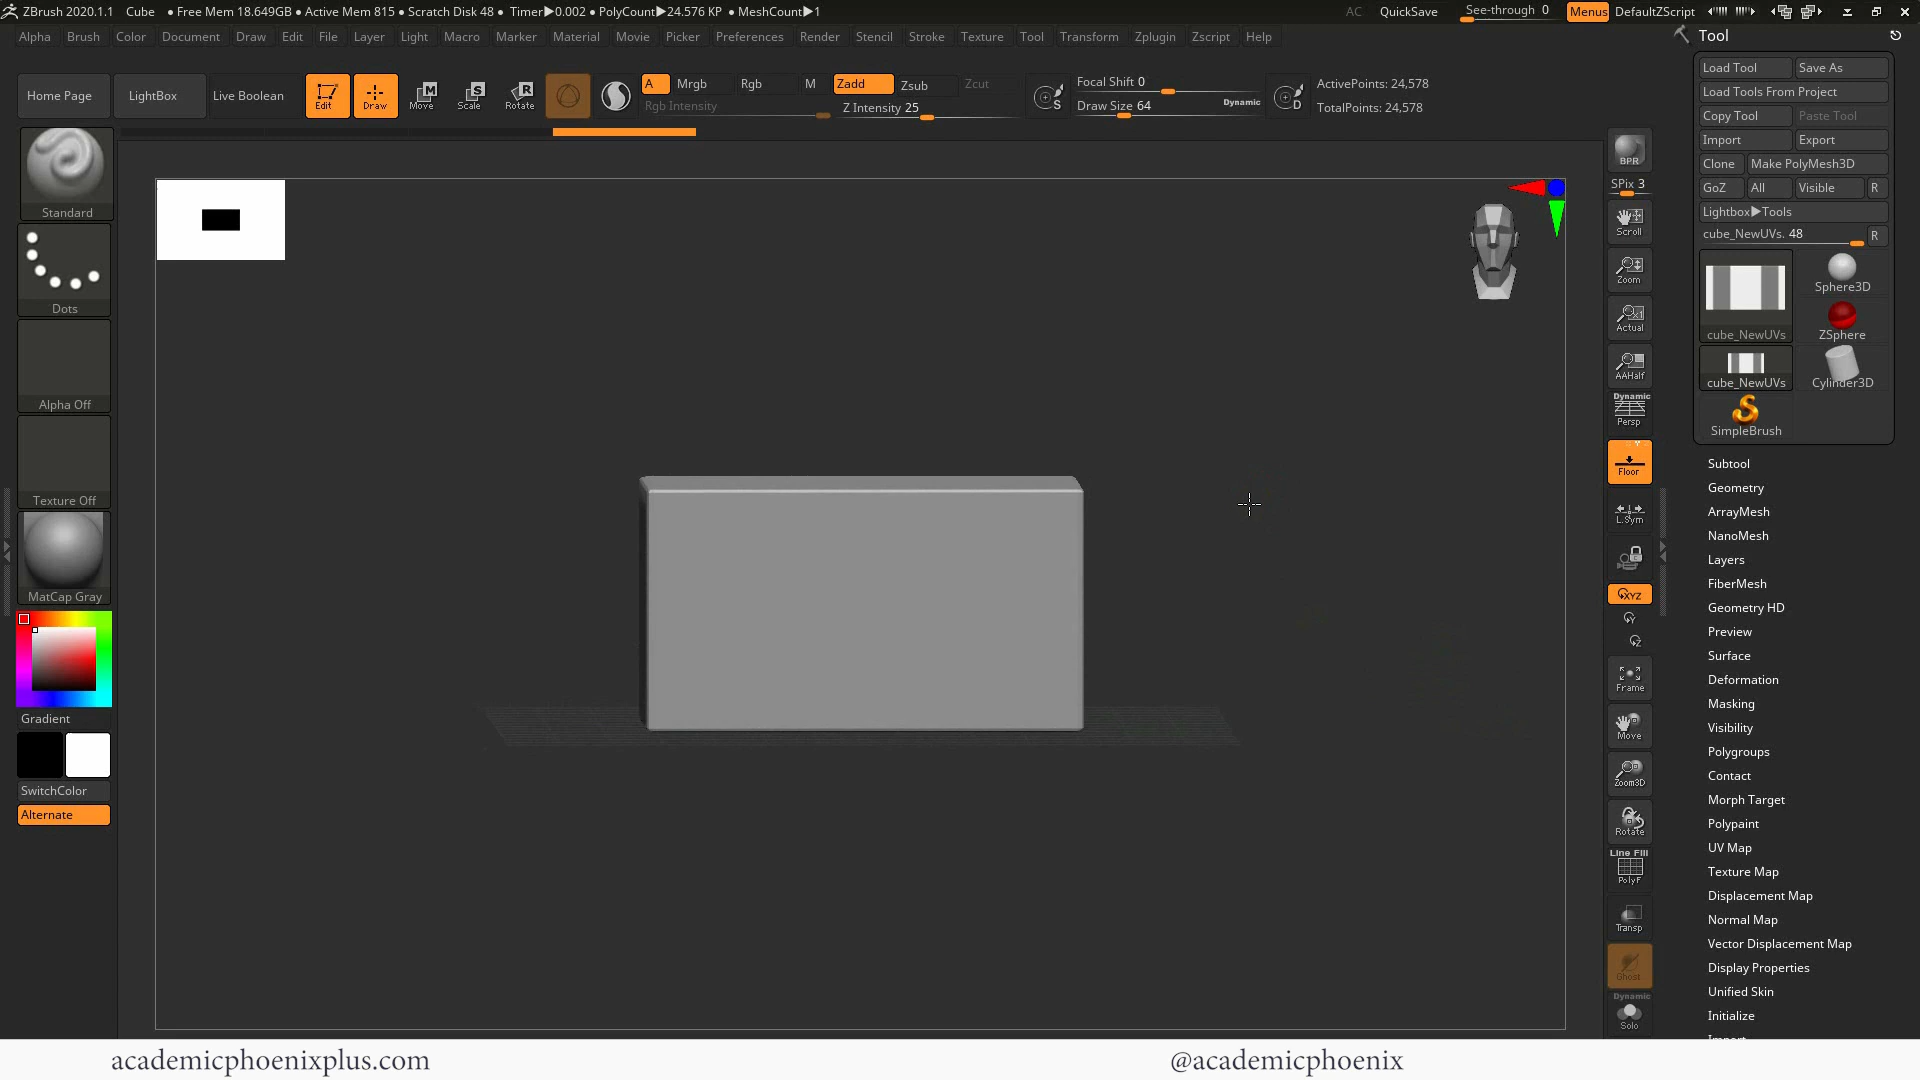 ZBrush 2020.1.1 Cube • Free Mem 18.649GB • Active Mem 815 • Scratch Disk 48 • Timer▶0.002 • PolyCount▶24.576 KP • MeshCount▶1 AC QuickSave See-through 0 Menus DefaultZScript
Alpha Brush Color Document Draw Edit File Layer Light Macro Marker Material Movie Picker Preferences Render Stencil Stroke Texture Tool Transform Zplugin Zscript Help
Home Page LightBox Live Boolean Edit Draw Move Scale Rotate
M S R
A Mrgb Rgb M Zadd Zsub Zcut
Rgb Intensity Z Intensity 25
S Focal Shift 0
Draw Size 64 Dynamic
D
ActivePoints: 24,578
TotalPoints: 24,578
Standard
Dots
Alpha Off
Texture Off
MatCap Gray
Gradient
SwitchColor
Alternate
BPR
SPix 3
Scroll
Zoom
Actual
AAHalf
Dynamic
Persp
Floor
L.Sym
XYZ
Y
Z
Frame
Move
Zoom3D
Rotate
Line Fill
PolyF
Transp
Ghost
Dynamic
Solo
Tool
Load Tool Save As
Load Tools From Project
Copy Tool Paste Tool
Import Export
Clone Make PolyMesh3D
GoZ All Visible R
Lightbox▶Tools
cube_NewUVs. 48 R
cube_NewUVs Sphere3D
ZSphere
cube_NewUVs Cylinder3D
SimpleBrush
Subtool
Geometry
ArrayMesh
NanoMesh
Layers
FiberMesh
Geometry HD
Preview
Surface
Deformation
Masking
Visibility
Polygroups
Contact
Morph Target
Polypaint
UV Map
Texture Map
Displacement Map
Normal Map
Vector Displacement Map
Display Properties
Unified Skin
Initialize
academicphoenixplus.com @academicphoenix